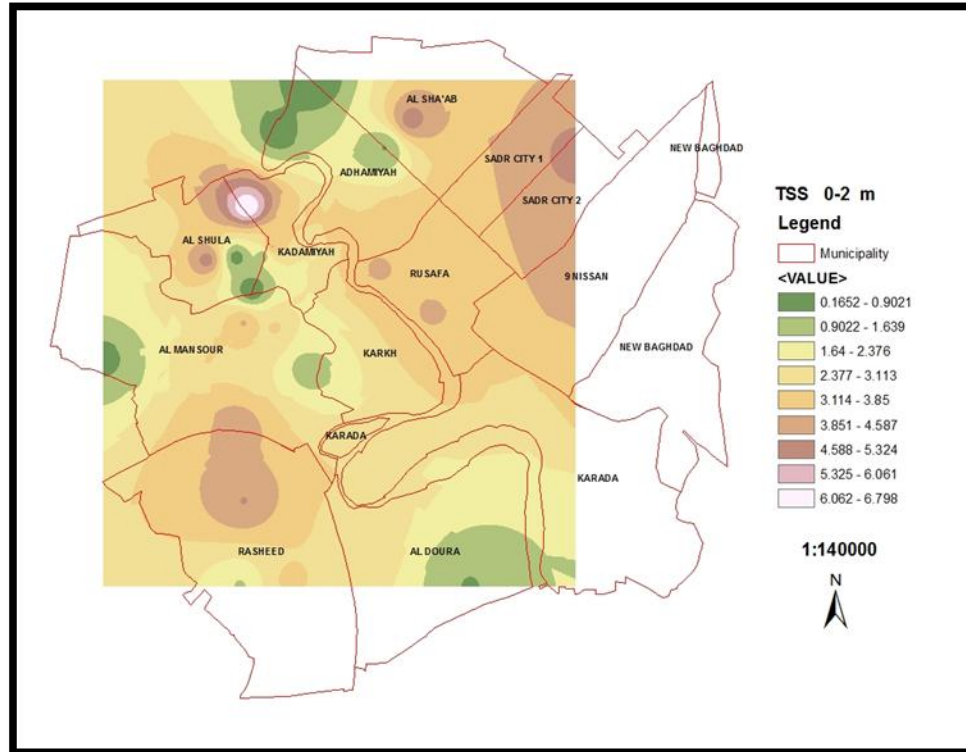 AL SHA'AB
NEW BAGHDAD
SADR CITY 1
ADHAMIYAH
SADR CITY 2
AL SHULA
KADAMIYAH
RUSAFA
9 NISSAN
AL MANSOUR
KARKH
NEW BAGHDAD
KARADA
KARADA
RASHEED
AL DOURA
TSS 0-2 m
Legend
Municipality
<VALUE>
0.1652 - 0.9021
0.9022 - 1.639
1.64 - 2.376
2.377 - 3.113
3.114 - 3.85
3.851 - 4.587
4.588 - 5.324
5.325 - 6.061
6.062 - 6.798
1:140000
N